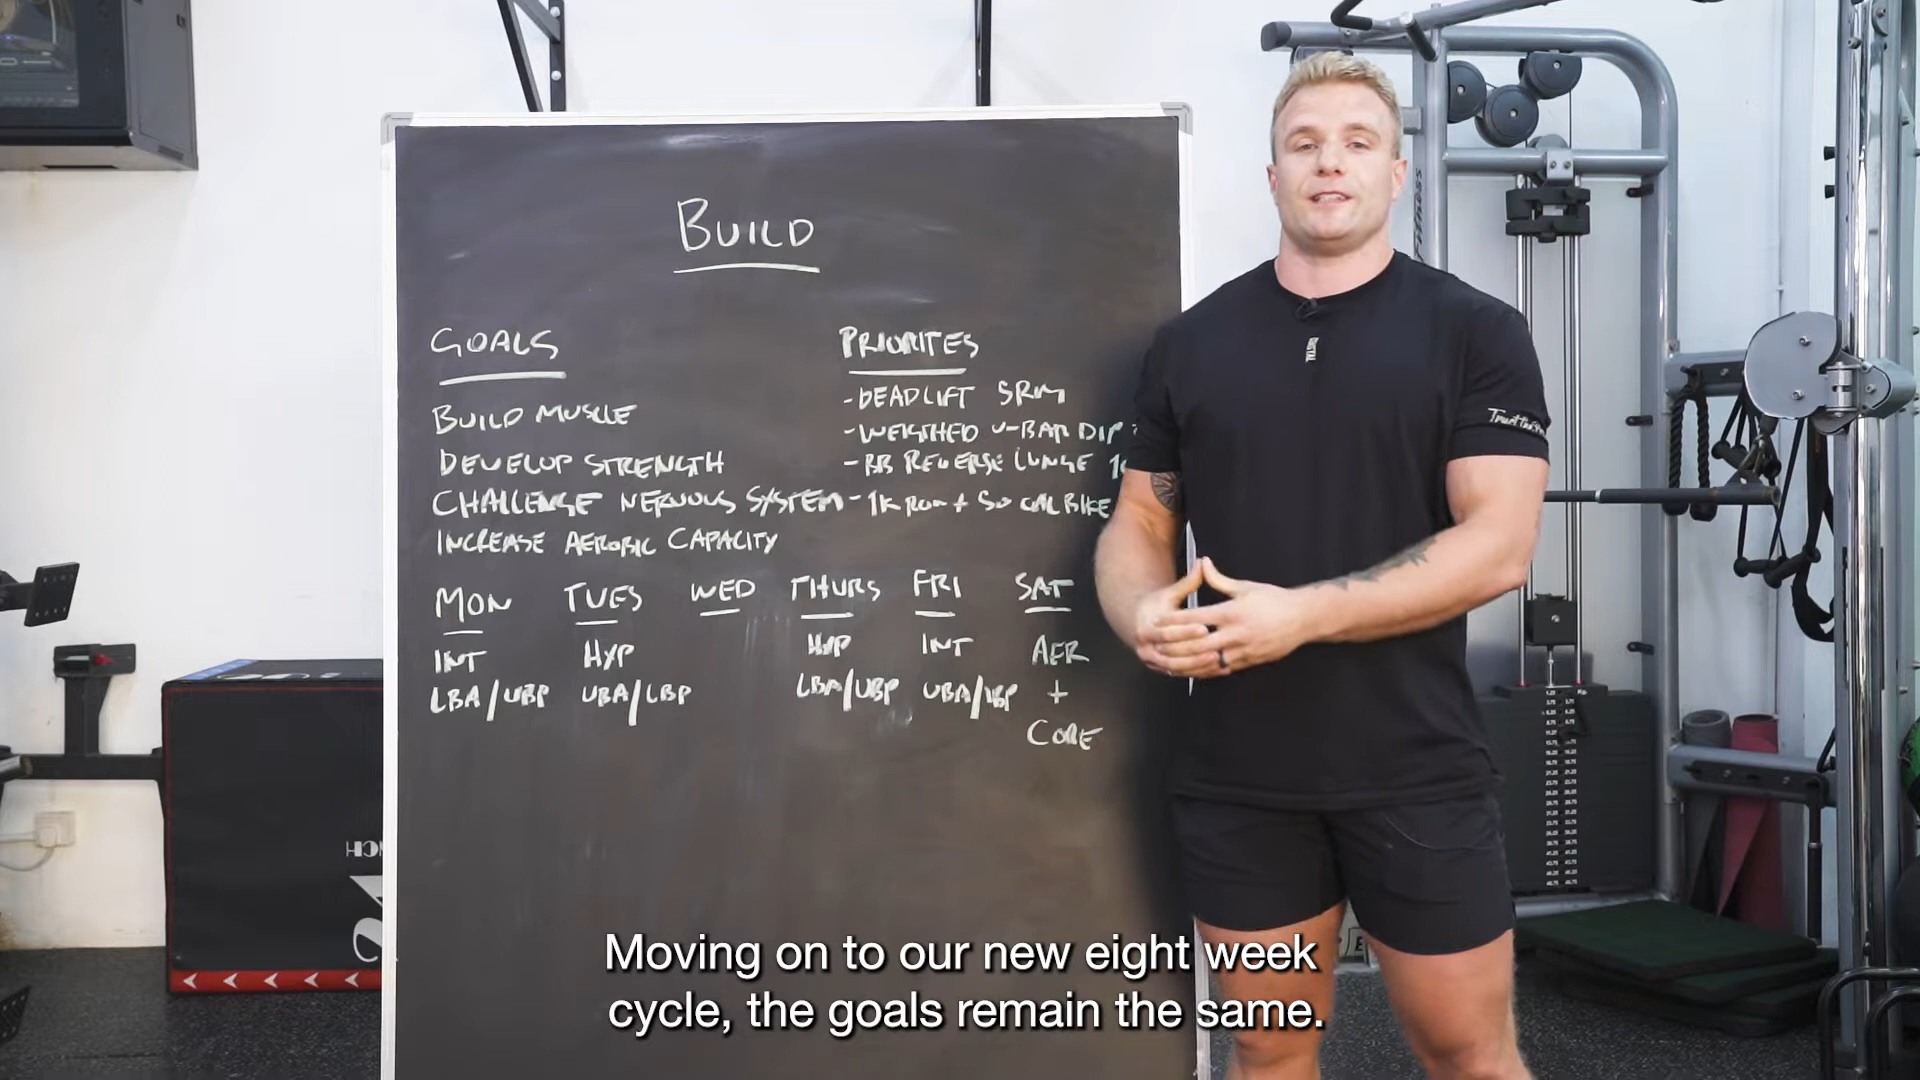 BUILD
GOALS
BUILD MUSCLE
DEVELOP STRENGTH
CHALLENGE NERVOUS SYSTEM
INCREASE AEROBIC CAPACITY
PRIORITES
- DEADLIFT 5RM
- WEIGTHED V-BAR DIP
- BB REVERSE LUNGE
- 1K RUN + 50 CAL BIKE
MON TUES WED THURS FRI SAT
INT HYP HYP INT AER
LBA/UBP UBA/LBP LBA/UBP UBA/LBP +
CORE
Moving on to our new eight week
cycle, the goals remain the same.